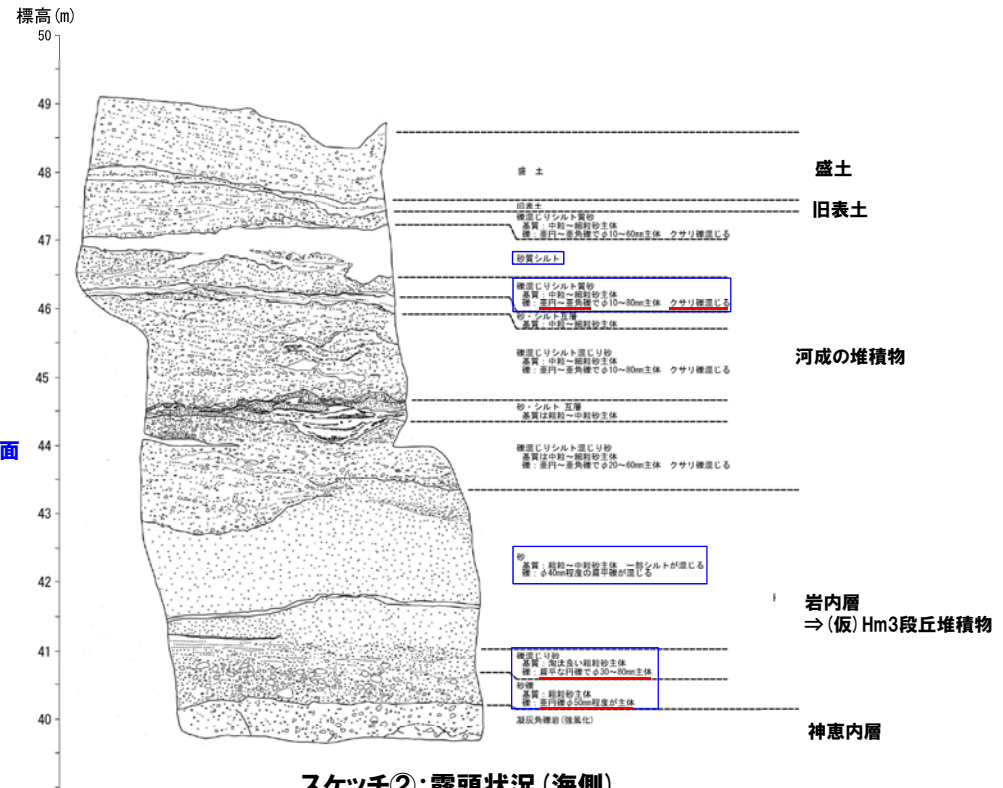 標高(m)
50
49
48
47
46
45
44
43
42
41
40
面
盛 土
旧表土
礫混じりシルト質砂
基質：中粒～細粒砂主体
礫：亜円～亜角礫でφ10～60mm主体 クサリ礫混じる
砂質シルト
礫混じりシルト質砂
基質：中粒～細粒砂主体
礫：亜円～亜角礫でφ10～80mm主体 クサリ礫混じる
砂・シルト互層
基質：中粒～細粒砂主体
礫混じりシルト混じり砂
基質：中粒～細粒砂主体
礫：亜円～亜角礫でφ10～80mm主体 クサリ礫混じる
砂・シルト 互層
基質は粗粒～中粒砂主体
礫混じりシルト混じり砂
基質は中粒～細粒砂主体
礫：亜円～亜角礫でφ20～60mm主体 クサリ礫混じる
砂
基質：粗粒～中粒砂主体 一部シルトが混じる
礫：φ40mm程度の扁平礫が混じる
礫混じり砂
基質：淘汰良い粗粒砂主体
礫：扁平な円礫でφ30～80mm主体
砂礫
基質：粗粒砂主体
礫：亜円礫φ50mm程度が主体
凝灰角礫岩(強風化)
盛土
旧表土
河成の堆積物
岩内層
⇒(仮)Hm3段丘堆積物
神恵内層
スケッチ②：露頭状況(海側)